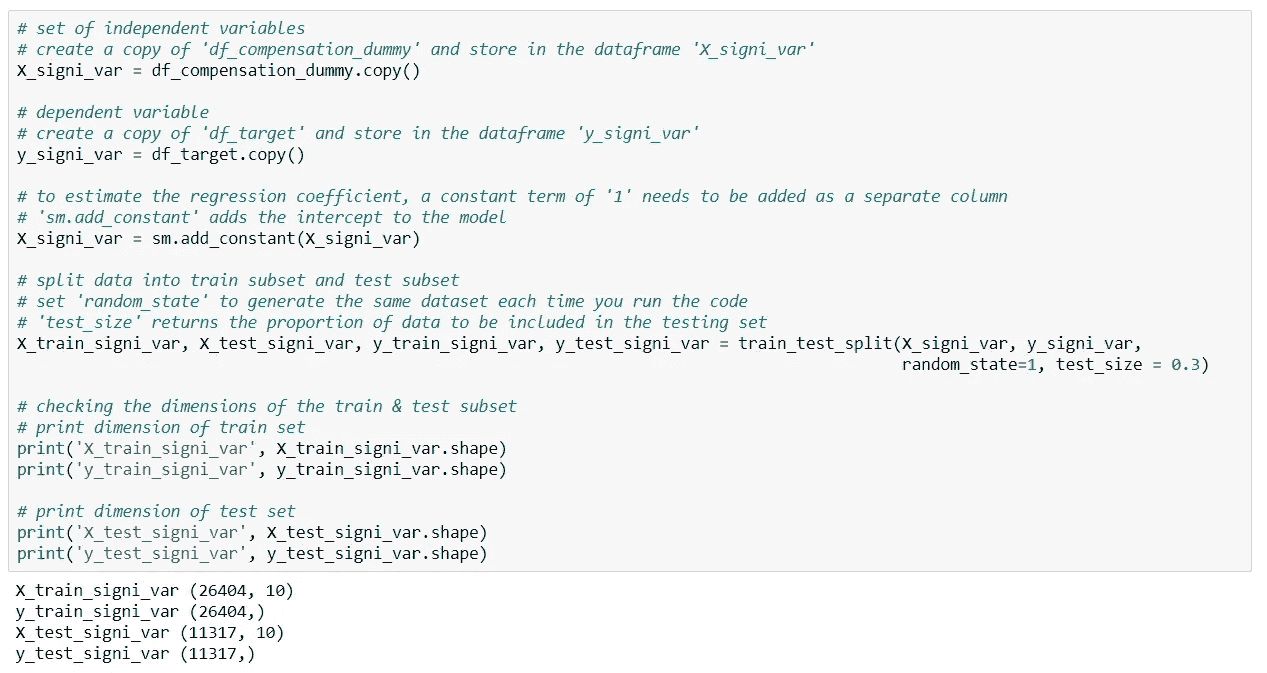 # set of independent variables
# create a copy of 'df_compensation_dummy' and store in the dataframe 'X_signi_var'
X_signi_var = df_compensation_dummy.copy()
# dependent variable
# create a copy of 'df_target' and store in the dataframe 'y_signi_var'
y_signi_var = df_target.copy()
# to estimate the regression coefficient, a constant term of '1' needs to be added as a separate column
# 'sm.add_constant' adds the intercept to the model
X_signi_var = sm.add_constant(X_signi_var)
# split data into train subset and test subset
# set 'random_state' to generate the same dataset each time you run the code
# 'test_size' returns the proportion of data to be included in the testing set
X_train_signi_var, X_test_signi_var, y_train_signi_var, y_test_signi_var = train_test_split(X_signi_var, y_signi_var,
random_state=1, test_size = 0.3)
# checking the dimensions of the train & test subset
# print dimension of train set
print('X_train_signi_var', X_train_signi_var.shape)
print('y_train_signi_var', y_train_signi_var.shape)
# print dimension of test set
print('X_test_signi_var', X_test_signi_var.shape)
print('y_test_signi_var', y_test_signi_var.shape)
X_train_signi_var (26404, 10)
y_train_signi_var (26404,)
X_test_signi_var (11317, 10)
y_test_signi_var (11317,)